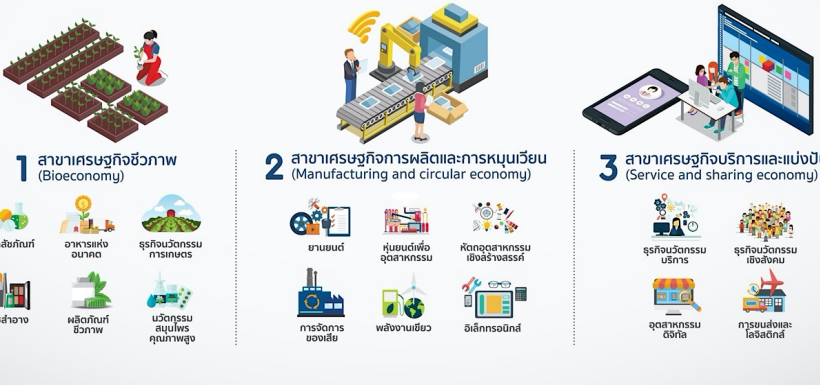 1 สาขาเศรษฐกิจชีวภาพ
(Bioeconomy)
อาหารแห่ง
อนาคต
ธุรกิจนวัตกรรม
การเกษตร
ผลิตภัณฑ์
ชีวภาพ
นวัตกรรม
สมุนไพร
คุณภาพสูง
2 สาขาเศรษฐกิจการผลิตและการหมุนเวียน
(Manufacturing and circular economy)
ยานยนต์
หุ่นยนต์เพื่อ
อุตสาหกรรม
หัตถอุตสาหกรรม
เชิงสร้างสรรค์
การจัดการ
ของเสีย
พลังงานเขียว
อิเล็กทรอนิกส์
3 สาขาเศรษฐกิจบริการและแบ่งปัน
(Service and sharing economy)
ธุรกิจนวัตกรรม
บริการ
ธุรกิจนวัตกรรม
เชิงสังคม
อุตสาหกรรม
ดิจิทัล
การขนส่งและ
โลจิสติกส์